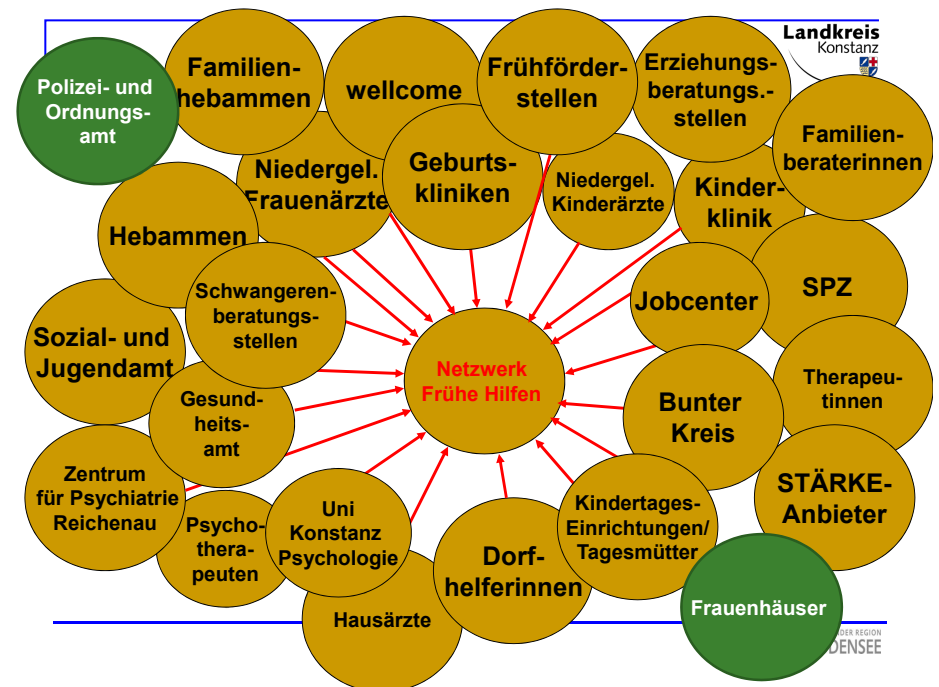 Landkreis
Konstanz
Polizei- und
Ordnungs-
amt
Familien-
hebammen
wellcome
Frühförder-
stellen
Erziehungs-
beratungs.-
stellen
Familien-
beraterinnen
Niedergel.
Frauenärzte
Geburts-
kliniken
Niedergel.
Kinderärzte
Kinder-
klinik
Hebammen
Schwangeren-
beratungs-
stellen
Jobcenter
SPZ
Sozial- und
Jugendamt
Netzwerk
Frühe Hilfen
Gesund-
heits-
amt
Bunter
Kreis
Therapeu-
tinnen
Zentrum
für Psychiatrie
Reichenau
Psycho-
thera-
peuten
Uni
Konstanz
Psychologie
Dorf-
helferinnen
Kindertages-
Einrichtungen/
Tagesmütter
STÄRKE-
Anbieter
Hausärzte
Frauenhäuser
REGION